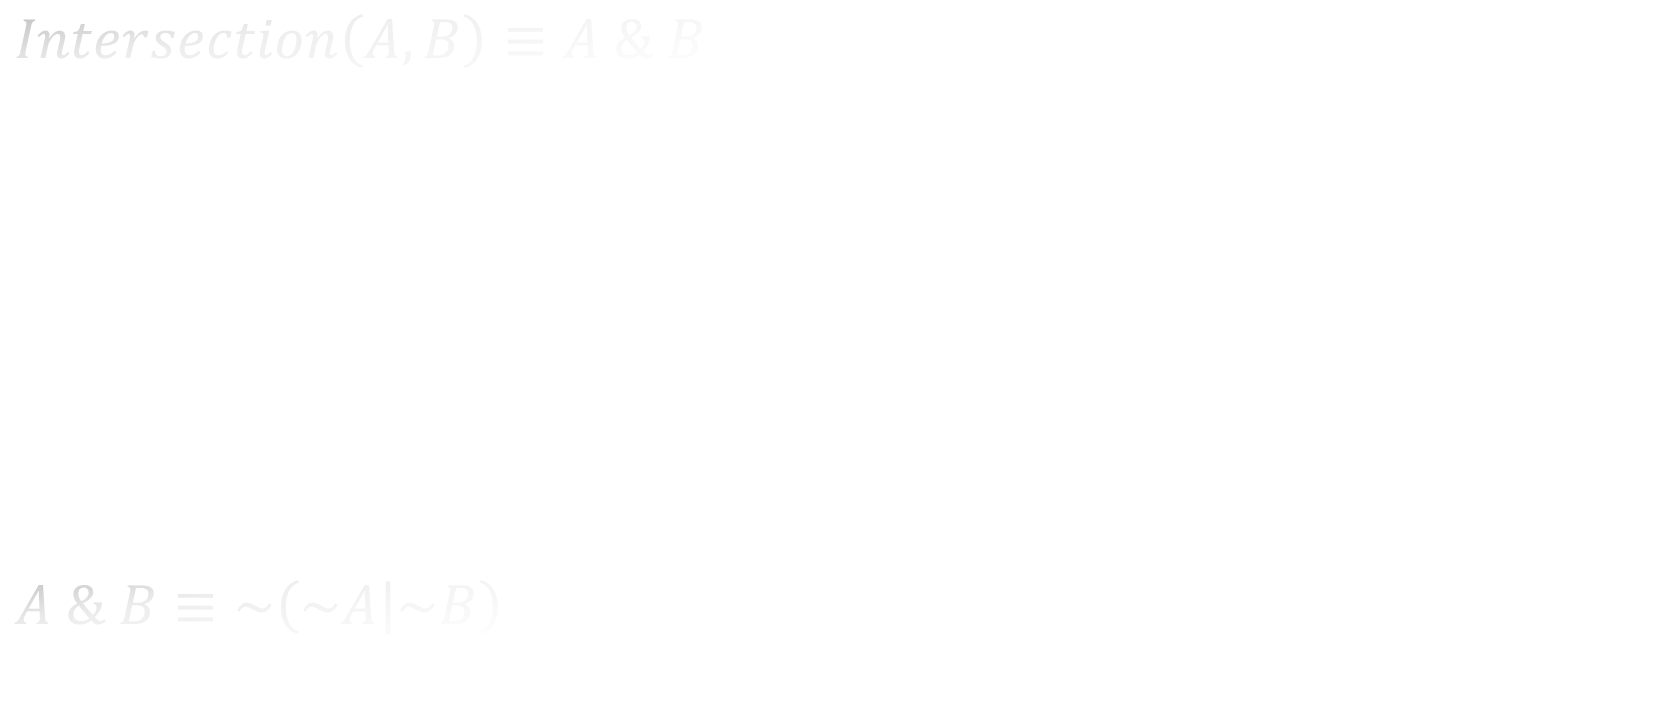 Intersection(A, B) ≡ A & B
A & B ≡ ~(~A|~B)